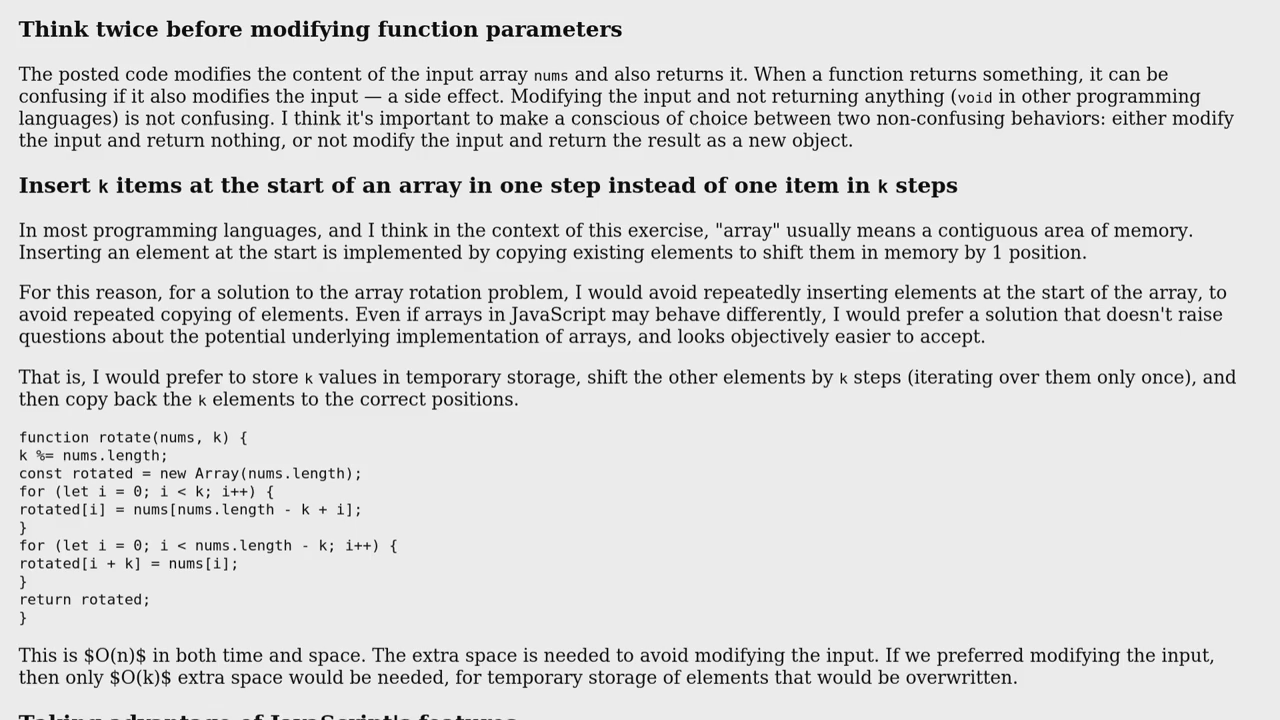 Think twice before modifying function parameters
The posted code modifies the content of the input array nums and also returns it. When a function returns something, it can be
confusing if it also modifies the input — a side effect. Modifying the input and not returning anything (void in other programming
languages) is not confusing. I think it's important to make a conscious of choice between two non-confusing behaviors: either modify
the input and return nothing, or not modify the input and return the result as a new object.
Insert k items at the start of an array in one step instead of one item in k steps
In most programming languages, and I think in the context of this exercise, "array" usually means a contiguous area of memory.
Inserting an element at the start is implemented by copying existing elements to shift them in memory by 1 position.
For this reason, for a solution to the array rotation problem, I would avoid repeatedly inserting elements at the start of the array, to
avoid repeated copying of elements. Even if arrays in JavaScript may behave differently, I would prefer a solution that doesn't raise
questions about the potential underlying implementation of arrays, and looks objectively easier to accept.
That is, I would prefer to store k values in temporary storage, shift the other elements by k steps (iterating over them only once), and
then copy back the k elements to the correct positions.
function rotate(nums, k) {
k %= nums.length;
const rotated = new Array(nums.length);
for (let i = 0; i < k; i++) {
rotated[i] = nums[nums.length - k + i];
}
for (let i = 0; i < nums.length - k; i++) {
rotated[i + k] = nums[i];
}
return rotated;
}
This is $O(n)$ in both time and space. The extra space is needed to avoid modifying the input. If we preferred modifying the input,
then only $O(k)$ extra space would be needed, for temporary storage of elements that would be overwritten.
Taking advantage of JavaScript's features